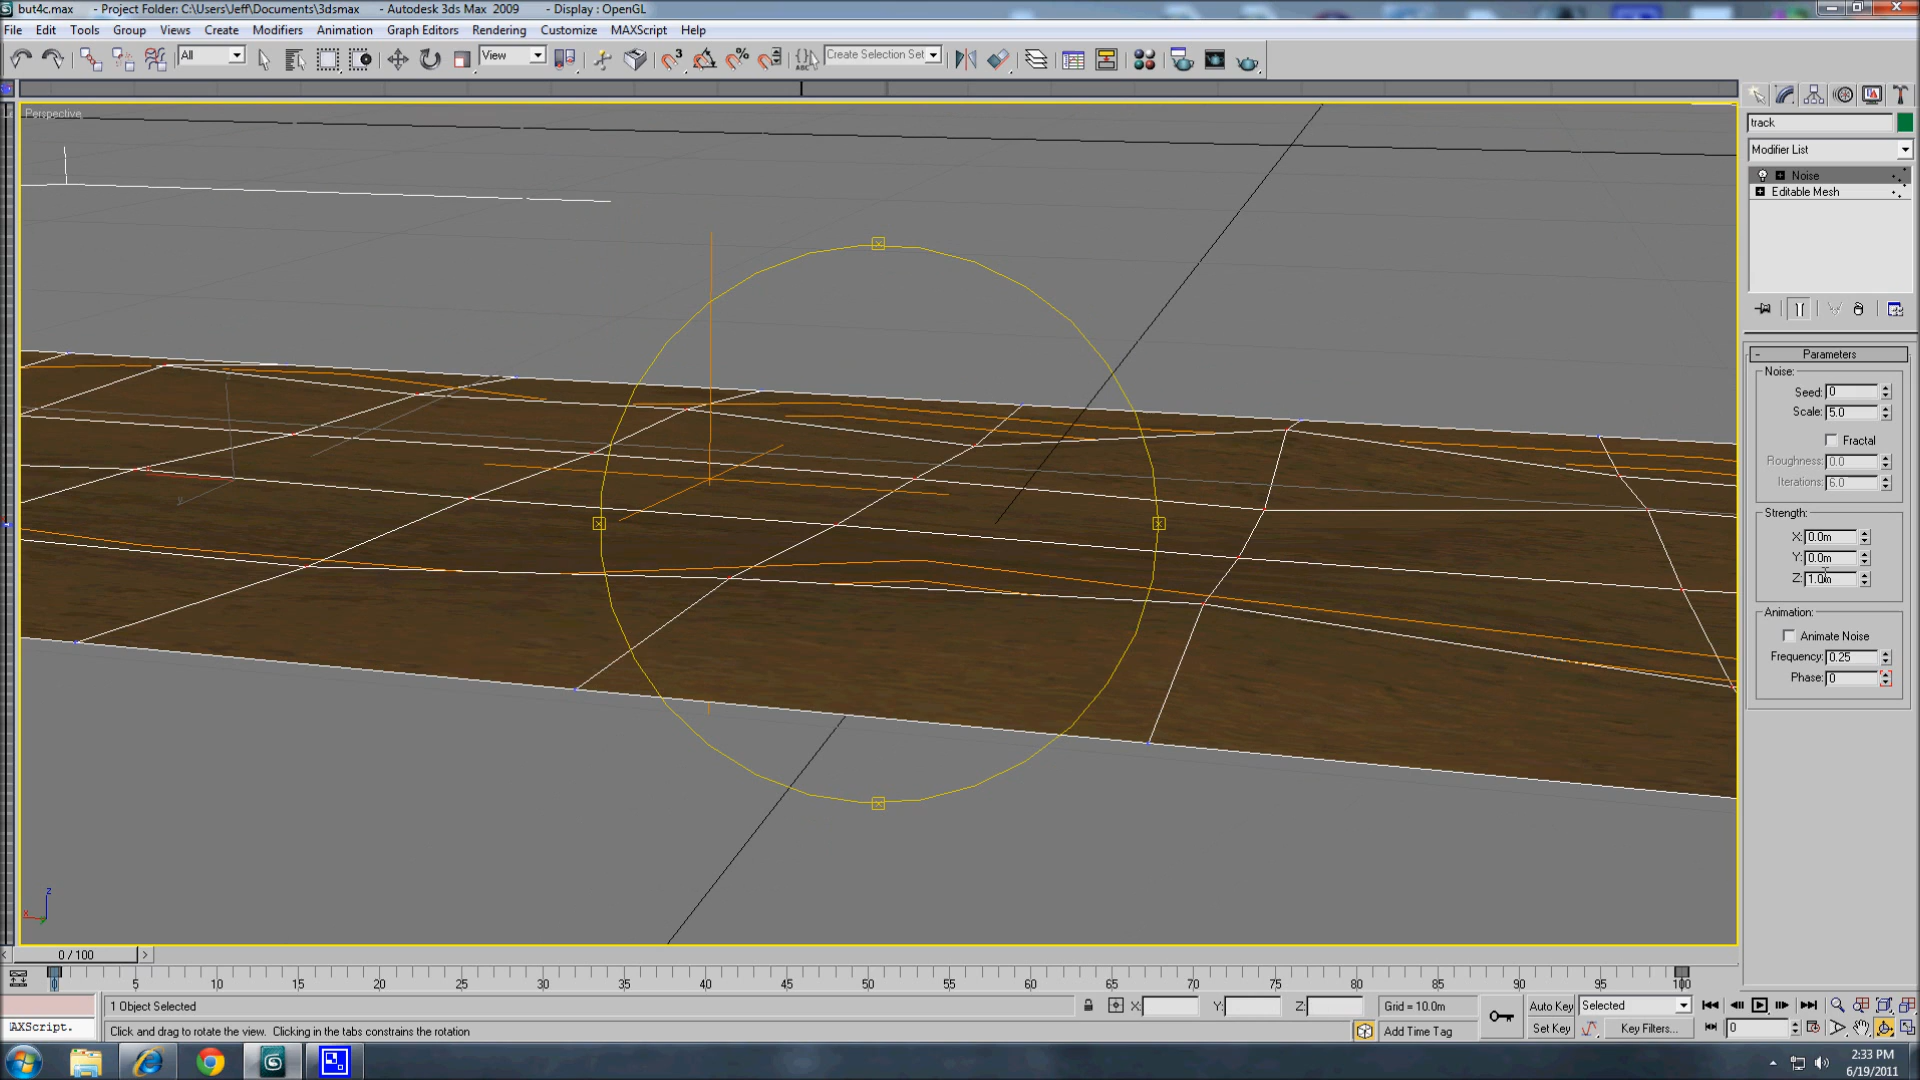 but4c.max - Project Folder: C:\Users\Jeff\Documents\3dsmax - Autodesk 3ds Max 2009 - Display : OpenGL
File Edit Tools Group Views Create Modifiers Animation Graph Editors Rendering Customize MAXScript Help
All View Create Selection Set
Perspective
track
Modifier List
Noise
Editable Mesh
- Parameters
Noise:
Seed: 0
Scale: 5.0
Fractal
Roughness: 0.0
Iterations: 6.0
Strength:
X: 0.0m
Y: 0.0m
Z: 1.0m
Animation:
Animate Noise
Frequency: 0.25
Phase: 0
z
x
0 / 100
0 5 10 15 20 25 30 35 40 45 50 55 60 65 70 75 80 85 90 95 100
1 Object Selected X: Y: Z: Grid = 10.0m Auto Key Selected
AXScript. Click and drag to rotate the view. Clicking in the tabs constrains the rotation Add Time Tag Set Key Key Filters... 0
2:33 PM
6/19/2011